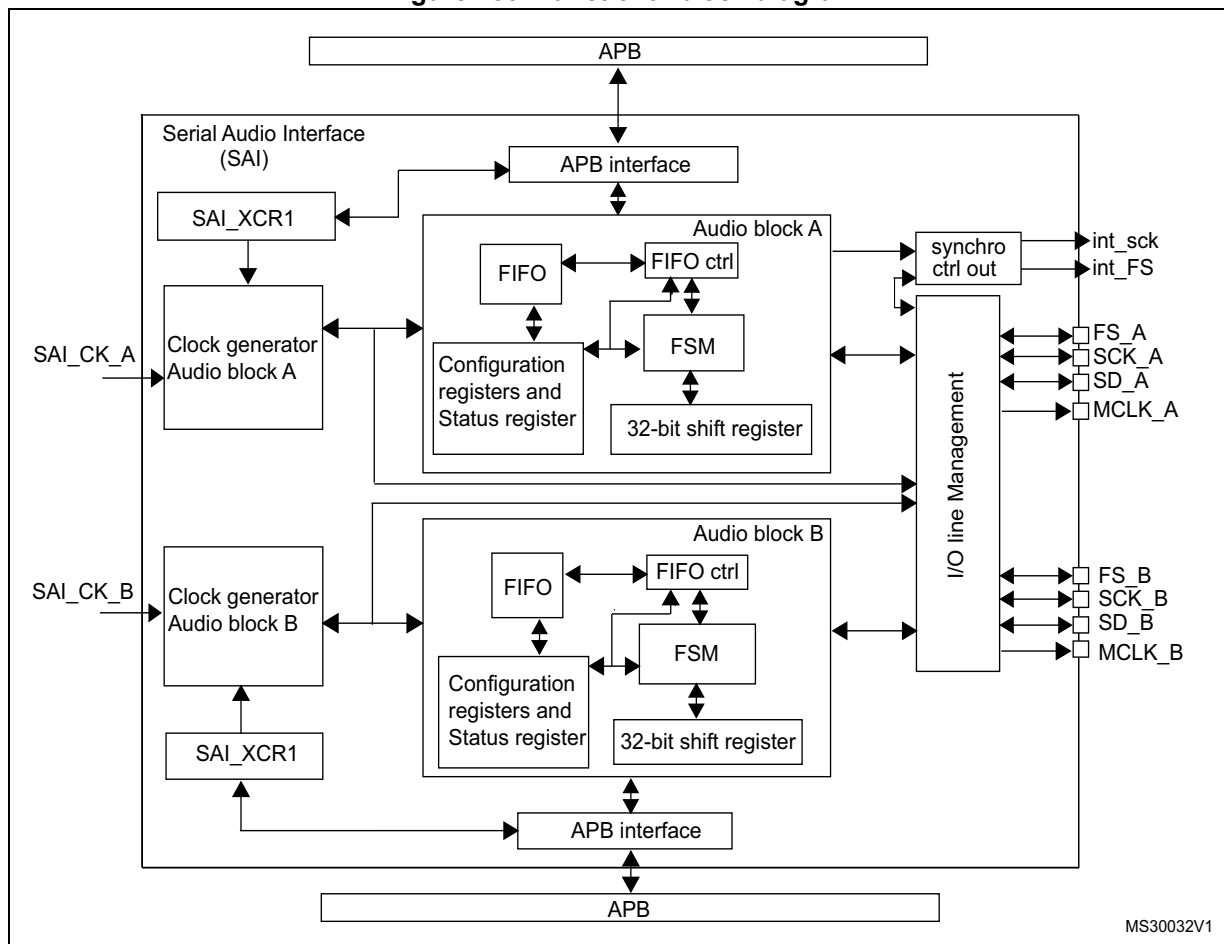 APB
Serial Audio Interface
(SAI)
APB interface
SAI_XCR1
Audio block A
FIFO
FIFO ctrl
synchro
ctrl out
int_sck
int_FS
SAI_CK_A
Clock generator
Audio block A
Configuration
registers and
Status register
FSM
32-bit shift register
I/O line Management
FS_A
SCK_A
SD_A
MCLK_A
Audio block B
SAI_CK_B
Clock generator
Audio block B
FIFO
FIFO ctrl
FSM
Configuration
registers and
Status register
32-bit shift register
FS_B
SCK_B
SD_B
MCLK_B
SAI_XCR1
APB interface
APB
MS30032V1